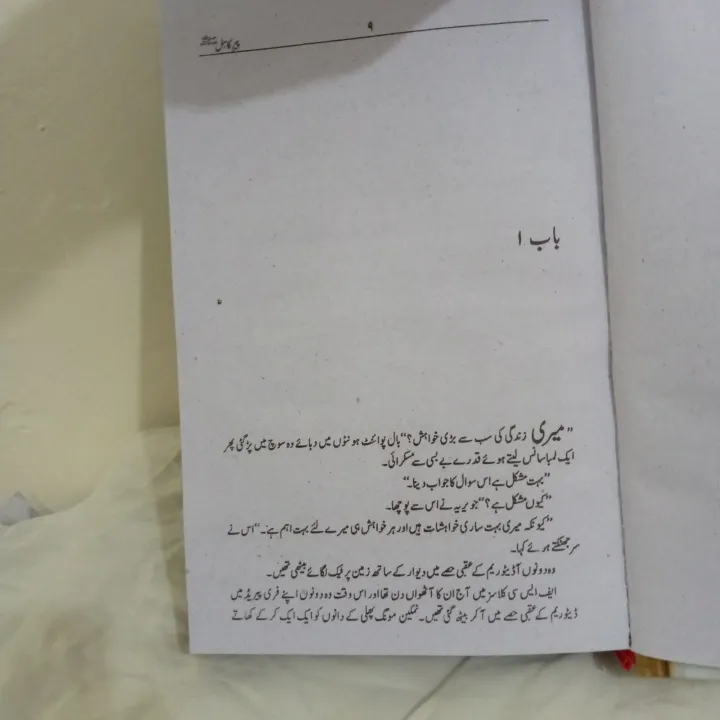 ۹
پیر کامل ﷺ
باب ۱
”میری زندگی کی سب سے بڑی خواہش؟“ بال پوائنٹ ہونٹوں میں دبائے وہ سوچ میں پڑ گئی پھر
ایک لمبا سانس لیتے ہوئے قدرے بے بسی سے مسکرائی۔
”بہت مشکل ہے اس سوال کا جواب دینا۔“
”کیوں مشکل ہے؟“ جویریہ نے اس سے پوچھا۔
”کیونکہ میری بہت ساری خواہشات ہیں اور ہر خواہش ہی میرے لئے بہت اہم ہے۔“ اس نے
سر جھٹکتے ہوئے کہا۔
وہ دونوں آڈیٹوریم کے عقبی حصے میں دیوار کے ساتھ زمین پر ٹیک لگائے بیٹھی تھیں۔
ایف ایس سی کلاسز میں آج ان کا آٹھواں دن تھا اور اس وقت وہ دونوں اپنے فری پیریڈ میں
ڈیٹوریم کے عقبی حصے میں آ کر بیٹھ گئی تھیں۔ نمکین مونگ پھلی کے دانوں کو ایک ایک کر کے کھاتے